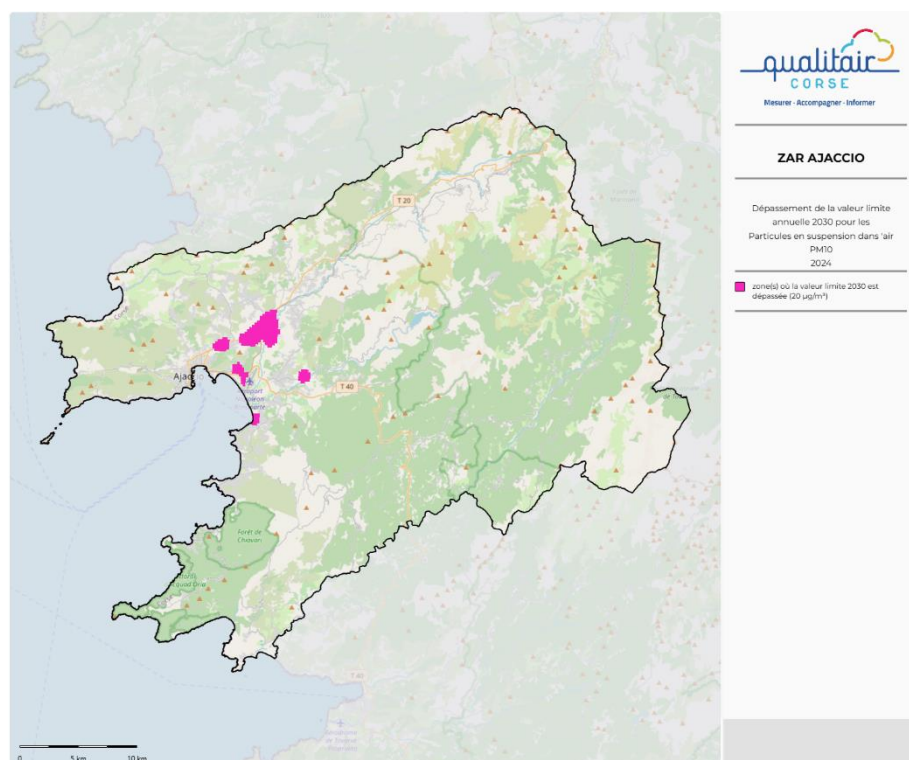 qualitair
CORSE
Mesurer - Accompagner - Informer
ZAR AJACCIO
Dépassement de la valeur limite
annuelle 2030 pour les
Particules en suspension dans 'air
PM10
2024
zone(s) où la valeur limite 2030 est
dépassée (20 µg/m³)
T 20
T 40
Forêt de
Chiavari
T 40
0 5 km 10 km